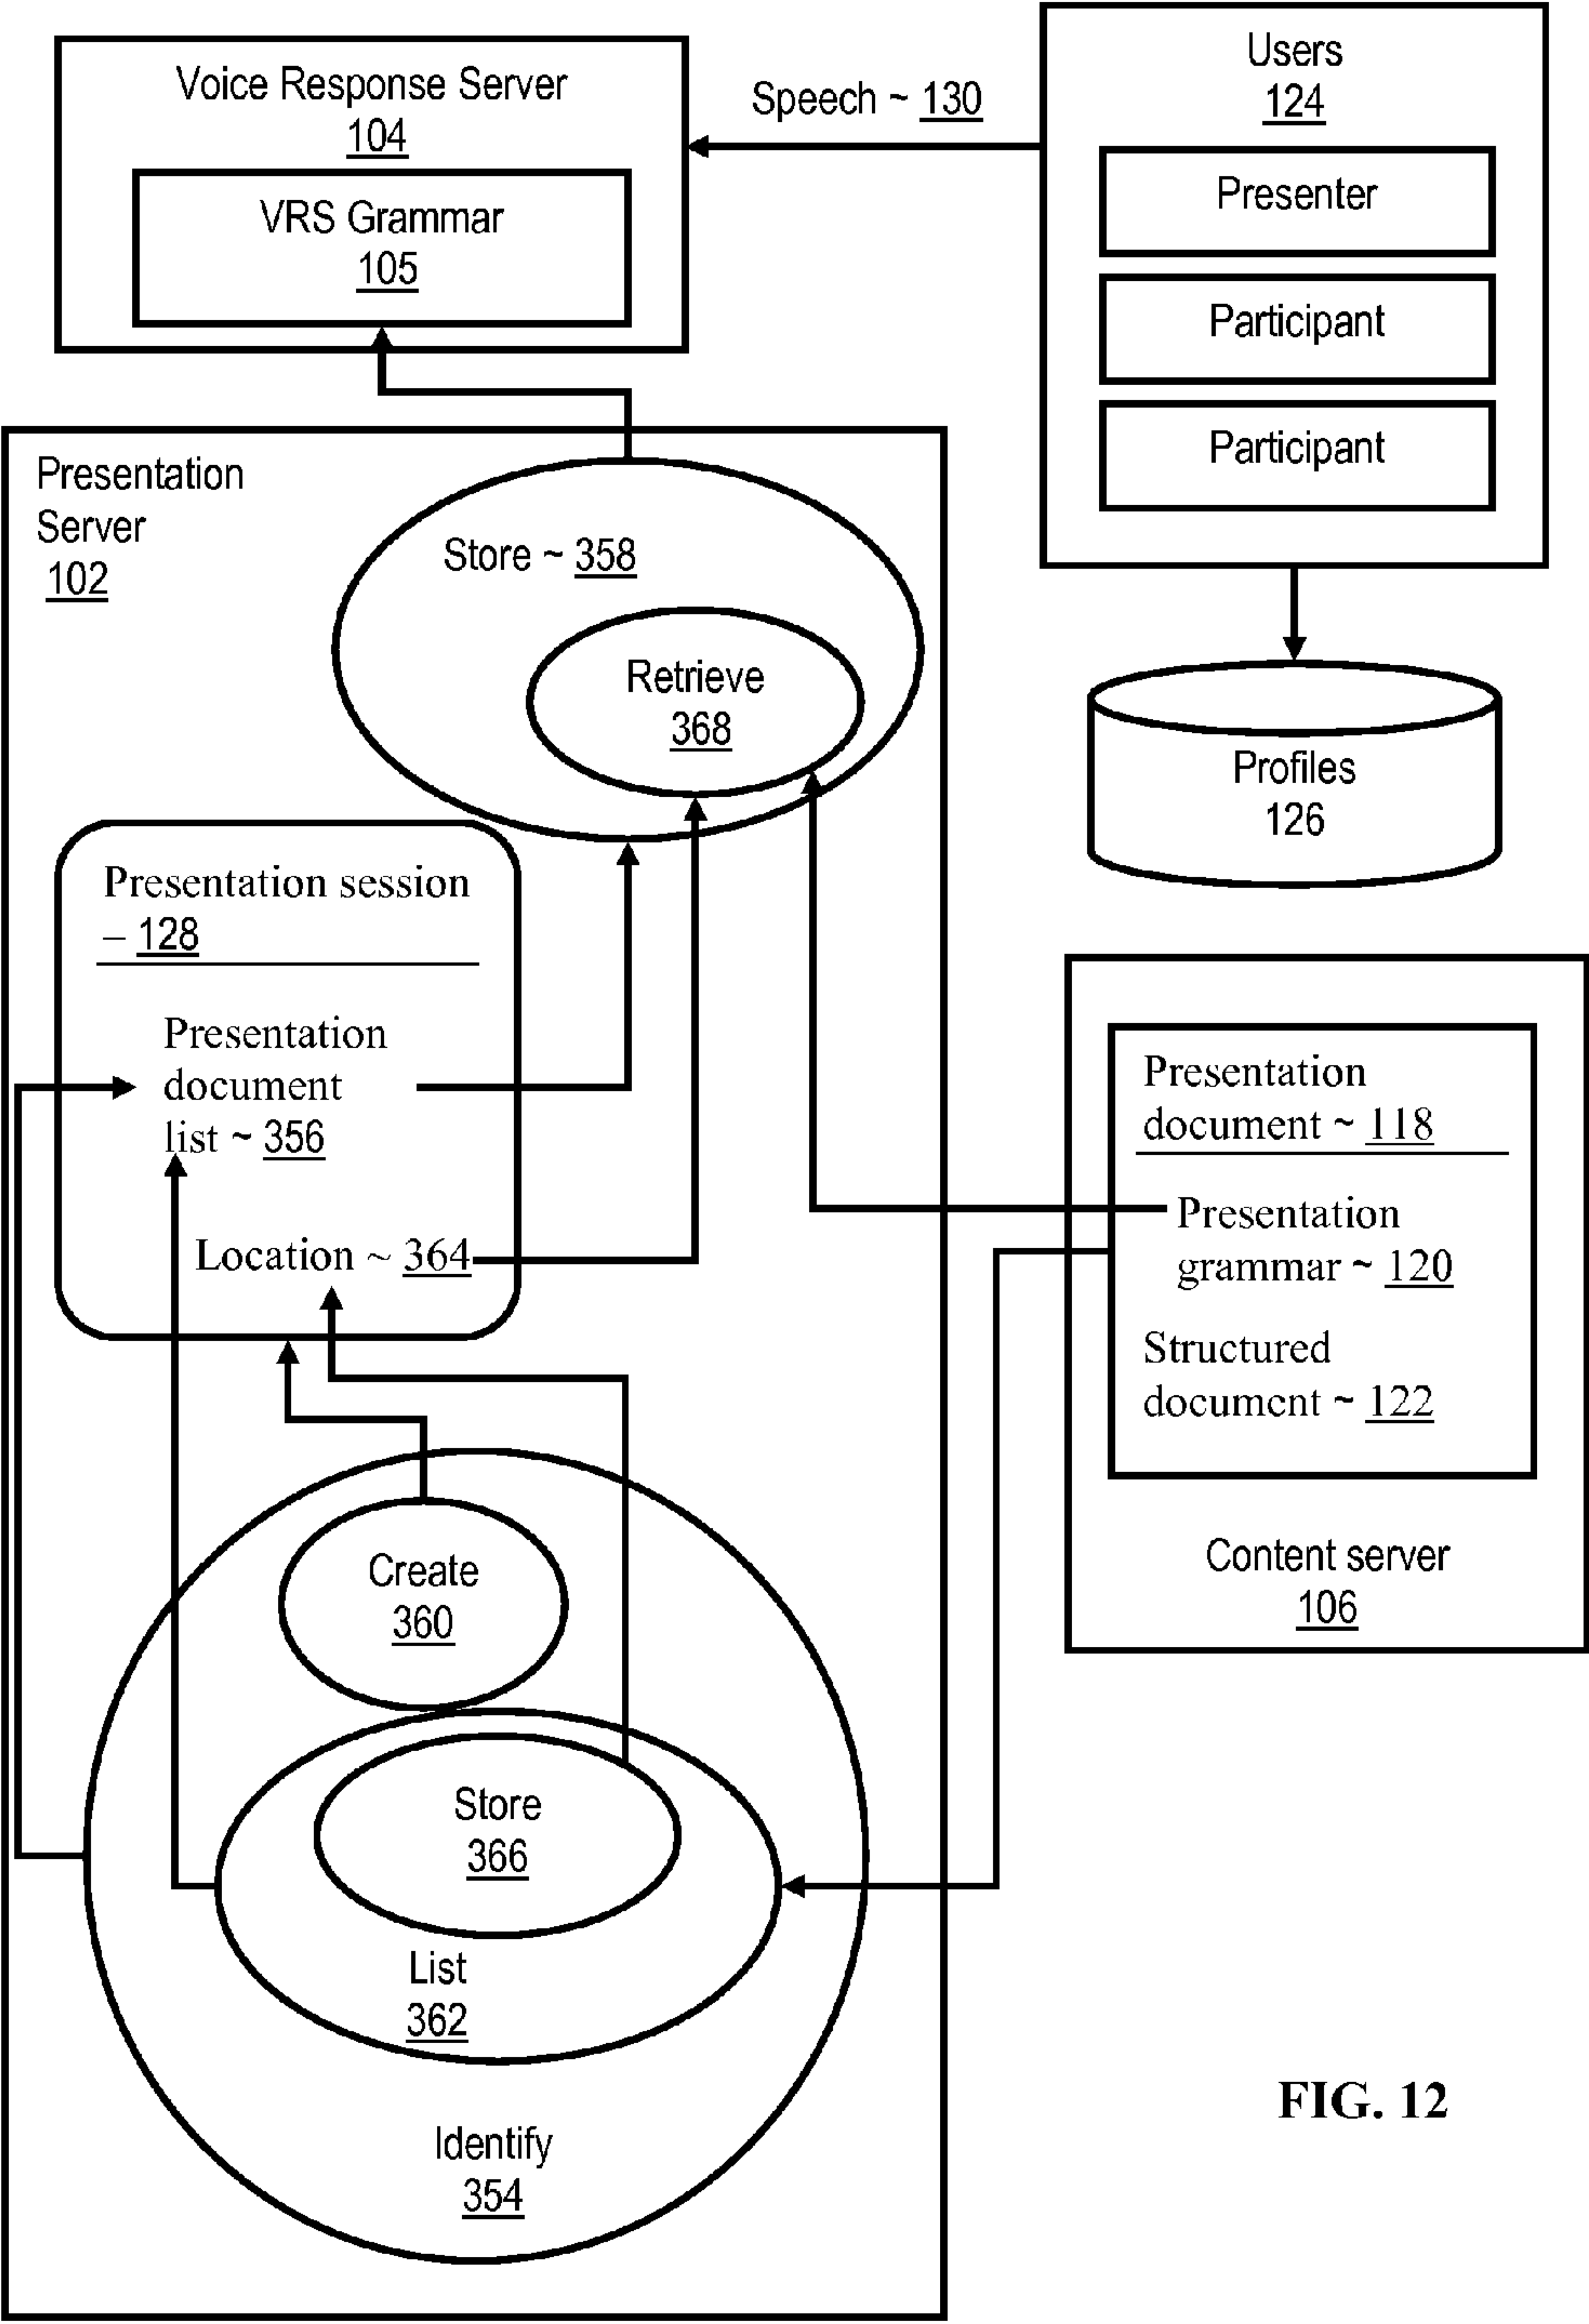 Voice Response Server
104
VRS Grammar
105
Speech ~ 130
Users
124
Presenter
Participant
Participant
Profiles
126
Presentation
Server
102
Store ~ 358
Retrieve
368
Presentation session
– 128
Presentation
document
list ~ 356
Location ~ 364
Presentation
document ~ 118
Presentation
grammar ~ 120
Structured
document ~ 122
Content server
106
Create
360
Store
366
List
362
Identify
354
FIG. 12